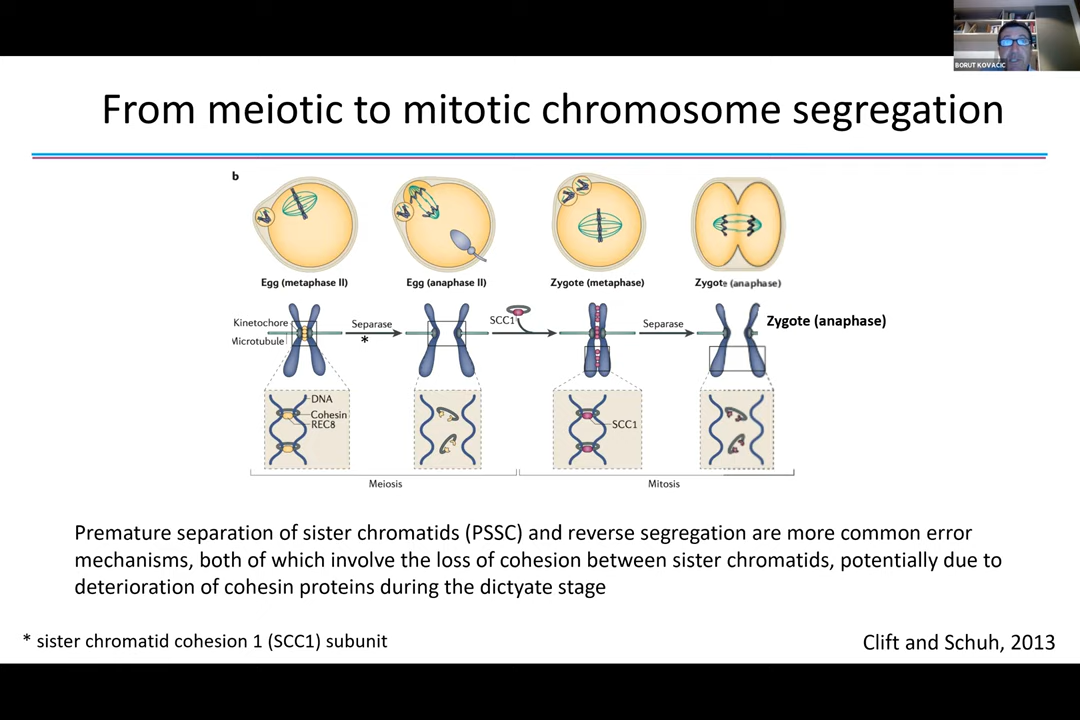 BORUT KOVAČIČ
From meiotic to mitotic chromosome segregation
b
Egg (metaphase II)
Egg (anaphase II)
Zygote (metaphase)
Zygote (anaphase)
Kinetochore
Microtubule
Separase
*
SCC1
Separase
Zygote (anaphase)
DNA
Cohesin
REC8
SCC1
Meiosis
Mitosis
Premature separation of sister chromatids (PSSC) and reverse segregation are more common error
mechanisms, both of which involve the loss of cohesion between sister chromatids, potentially due to
deterioration of cohesin proteins during the dictyate stage
* sister chromatid cohesion 1 (SCC1) subunit
Clift and Schuh, 2013